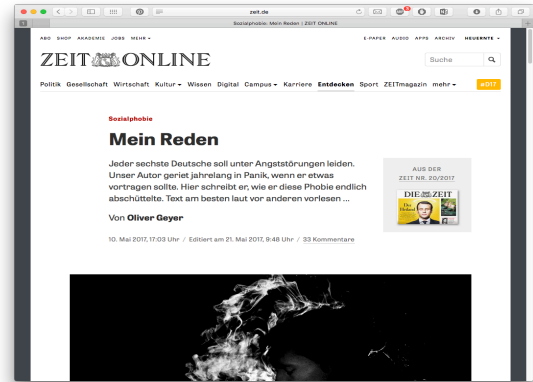 zeit.de
Sozialphobie: Mein Reden | ZEIT ONLINE
ABO SHOP AKADEMIE JOBS MEHR
E-PAPER AUDIO APPS ARCHIV HEUERNTE
ZEIT ONLINE
Suche
Politik Gesellschaft Wirtschaft Kultur Wissen Digital Campus Karriere Entdecken Sport ZEITmagazin mehr
Sozialphobie
Mein Reden
Jeder sechste Deutsche soll unter Angststörungen leiden.
Unser Autor geriet jahrelang in Panik, wenn er etwas
vortragen sollte. Hier schreibt er, wie er diese Phobie endlich
abschüttelte. Text am besten laut vor anderen vorlesen ...
Von Oliver Geyer
10. Mai 2017, 17:03 Uhr / Editiert am 21. Mai 2017, 9:48 Uhr / 33 Kommentare
AUS DER
ZEIT NR. 20/2017
DIE ZEIT